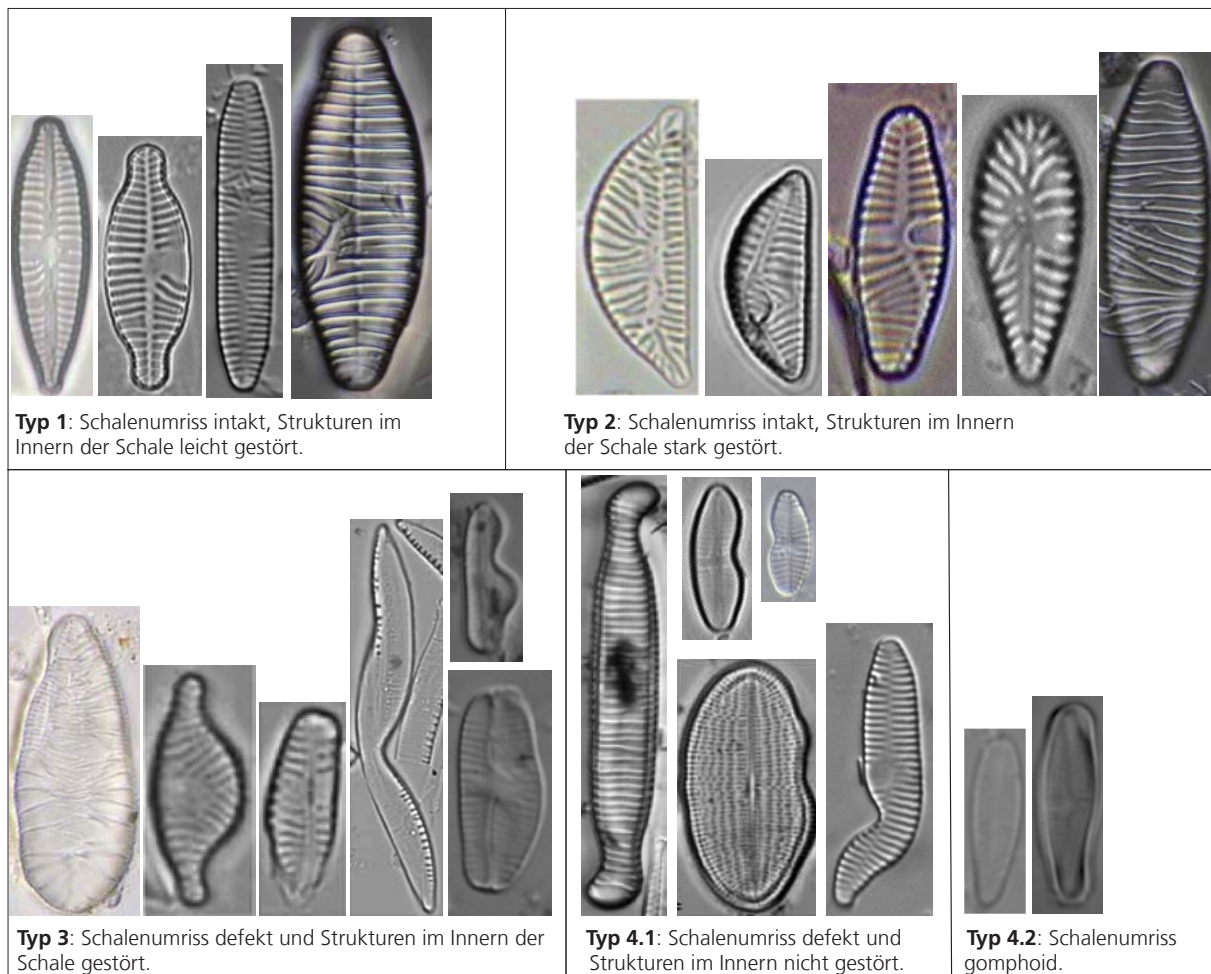 Typ 1: Schalenumriss intakt, Strukturen im
Innern der Schale leicht gestört.
Typ 2: Schalenumriss intakt, Strukturen im Innern
der Schale stark gestört.
Typ 3: Schalenumriss defekt und Strukturen im Innern der
Schale gestört.
Typ 4.1: Schalenumriss defekt und
Strukturen im Innern nicht gestört.
Typ 4.2: Schalenumriss
gomphoid.